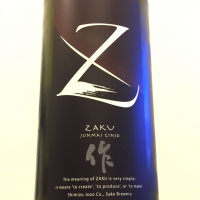 Z
ZAKU
JUNMAI GINJO
作
The meaning of ZAKU is very simple.
It means 'to create', 'to produce', or 'to make'.
Shimizu Jozo Co., Sake Brewery